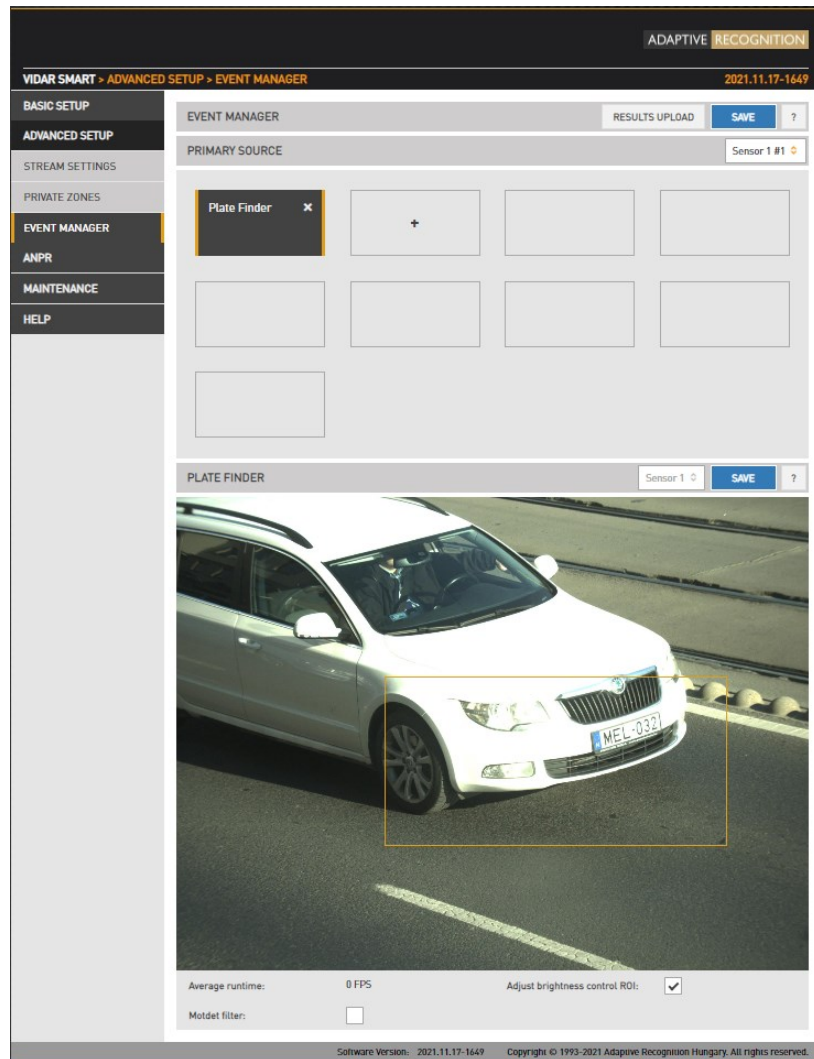 ADAPTIVE RECOGNITION
VIDAR SMART > ADVANCED SETUP > EVENT MANAGER 2021.11.17-1649
BASIC SETUP
ADVANCED SETUP
STREAM SETTINGS
PRIVATE ZONES
EVENT MANAGER
ANPR
MAINTENANCE
HELP
EVENT MANAGER RESULTS UPLOAD SAVE ?
PRIMARY SOURCE Sensor 1 #1
Plate Finder × +
PLATE FINDER Sensor 1 SAVE ?
MEL-032
H
Average runtime: 0 FPS Adjust brightness control ROI:
Motdet filter:
Software Version: 2021.11.17-1649 Copyright © 1993-2021 Adaptive Recognition Hungary. All rights reserved.